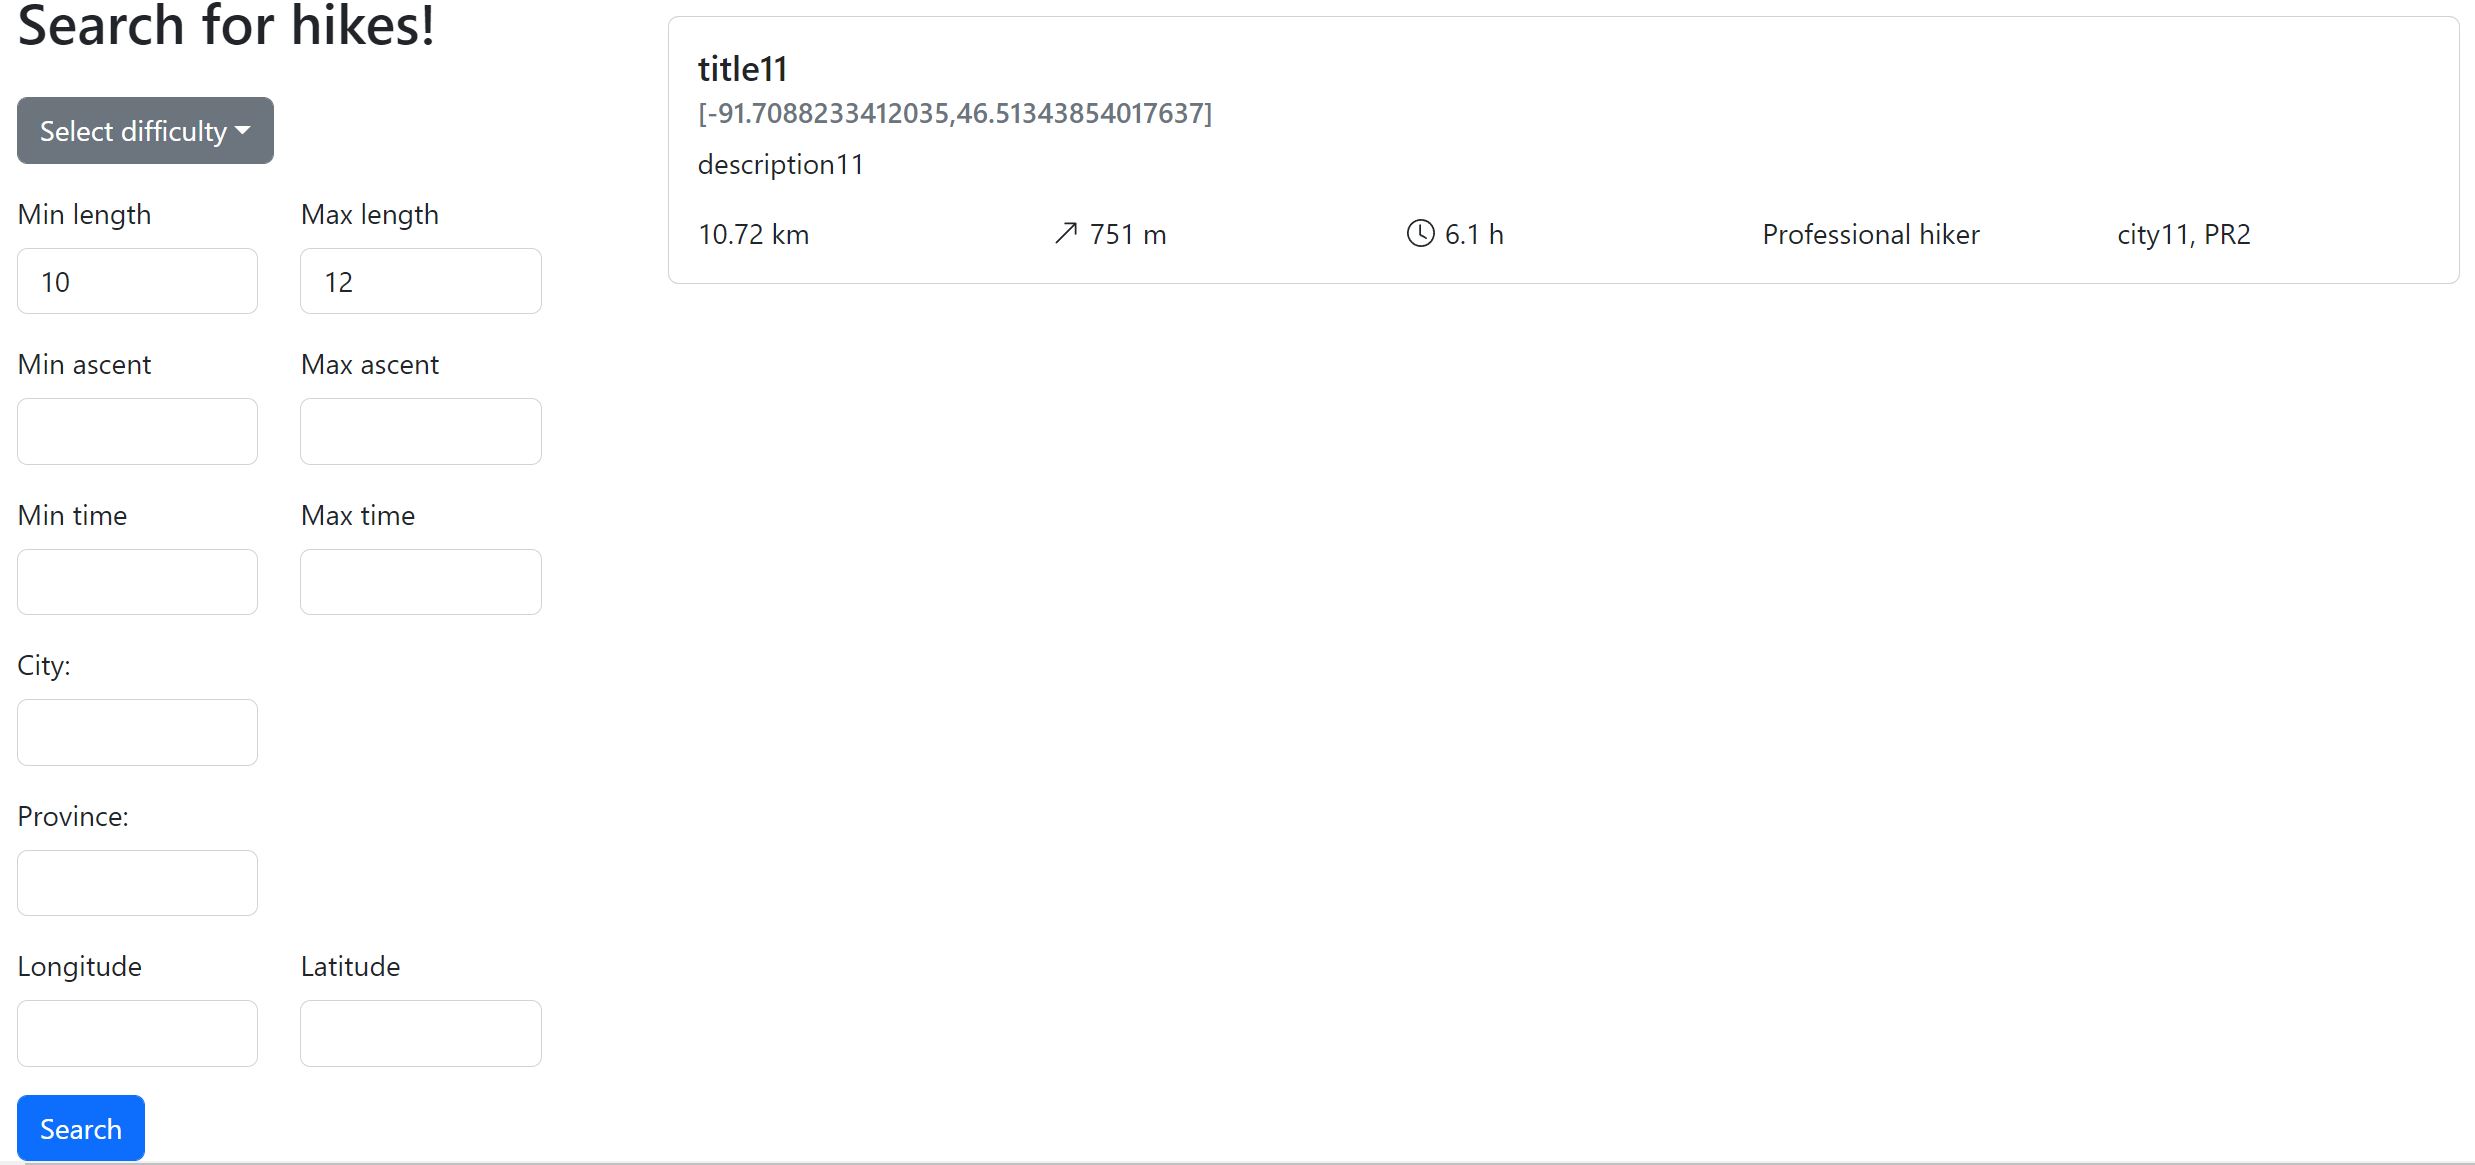 Search for hikes!
Select difficulty
Min length
Max length
10
12
Min ascent
Max ascent
Min time
Max time
City:
Province:
Longitude
Latitude
Search
title11
[-91.7088233412035,46.51343854017637]
description11
10.72 km
751 m
6.1 h
Professional hiker
city11, PR2